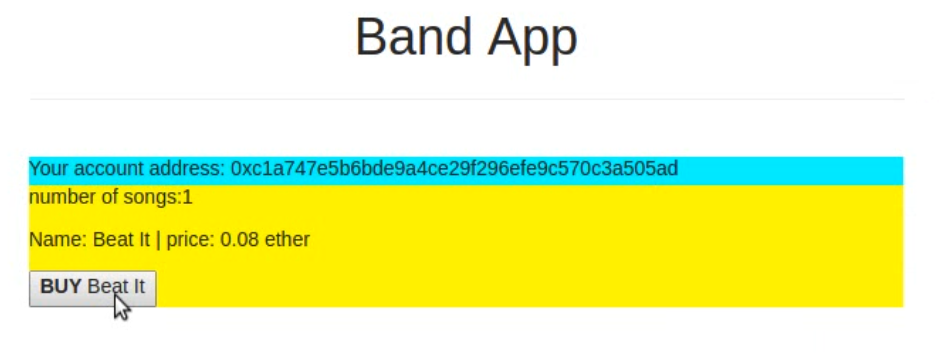 Band App
Your account address: 0xc1a747e5b6bde9a4ce29f296efe9c570c3a505ad
number of songs:1
Name: Beat It | price: 0.08 ether
BUY Beat It